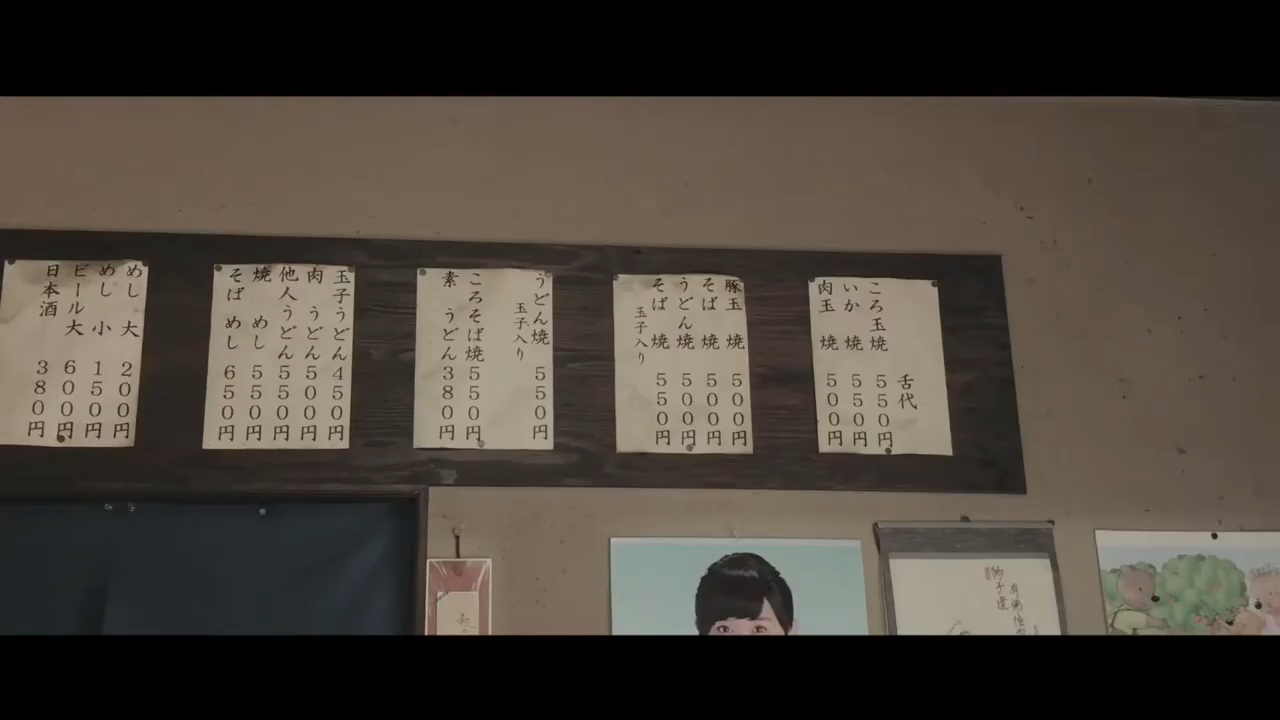 舌代
ころ玉焼 550円
いか 焼 550円
肉玉 焼 500円
豚玉 焼 500円
そば 焼 500円
うどん焼 500円
そば 焼 550円
玉子入り
うどん焼 550円
玉子入り
ころそば焼 550円
素 うどん 380円
玉子うどん 450円
肉 うどん 500円
他人うどん 550円
焼 めし 550円
そば めし 650円
めし 大 200円
めし 小 150円
ビール大 600円
日本酒 380円